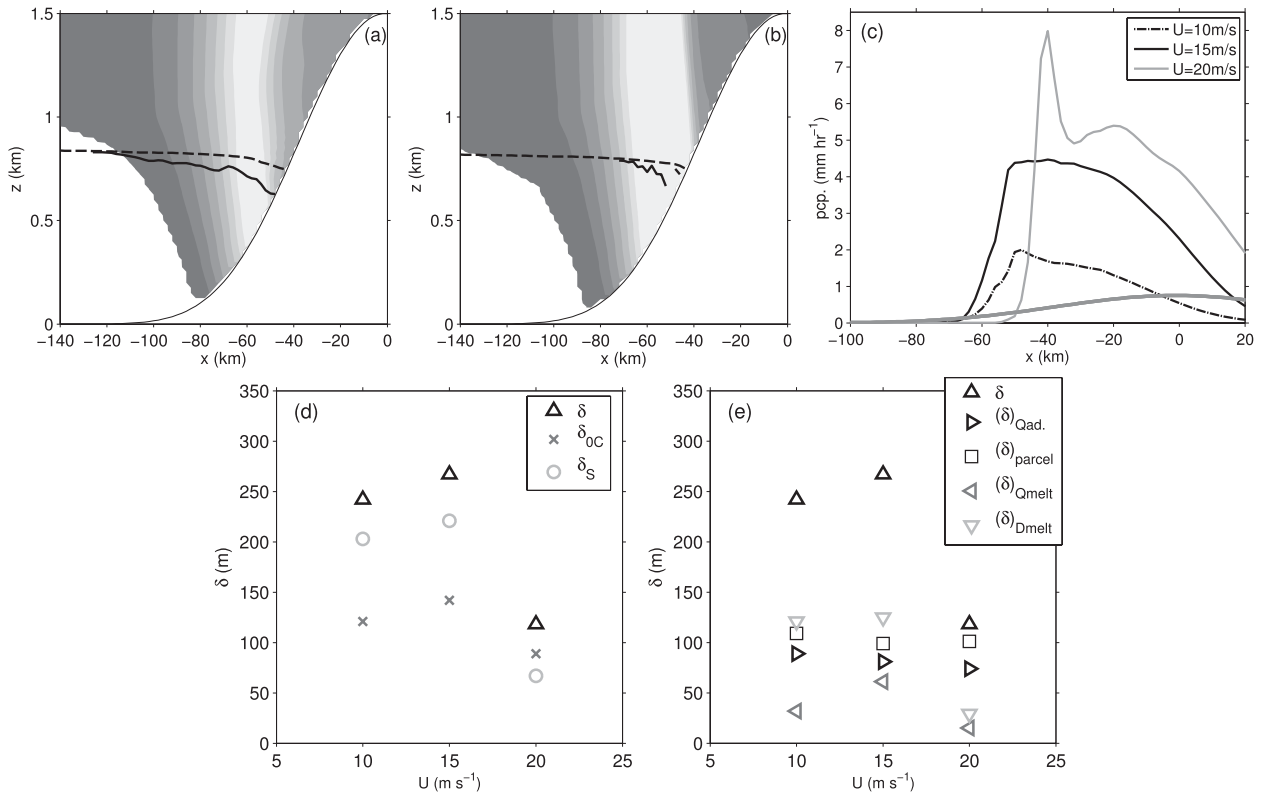 (a)
1.5
1
0.5
0
z (km)
−140 −120 −100 −80 −60 −40 −20 0
x (km)
(b)
1.5
1
0.5
0
z (km)
−140 −120 −100 −80 −60 −40 −20 0
x (km)
(c)
U=10m/s
U=15m/s
U=20m/s
8
7
6
5
4
3
2
1
0
pcp. (mm hr⁻¹)
−100 −80 −60 −40 −20 0 20
x (km)
(d)
δ
δ0C
δS
350
300
250
200
150
100
50
0
δ (m)
5 10 15 20 25
U (m s⁻¹)
(e)
δ
(δ)Qad.
(δ)parcel
(δ)Qmelt
(δ)Dmelt
350
300
250
200
150
100
50
0
δ (m)
5 10 15 20 25
U (m s⁻¹)